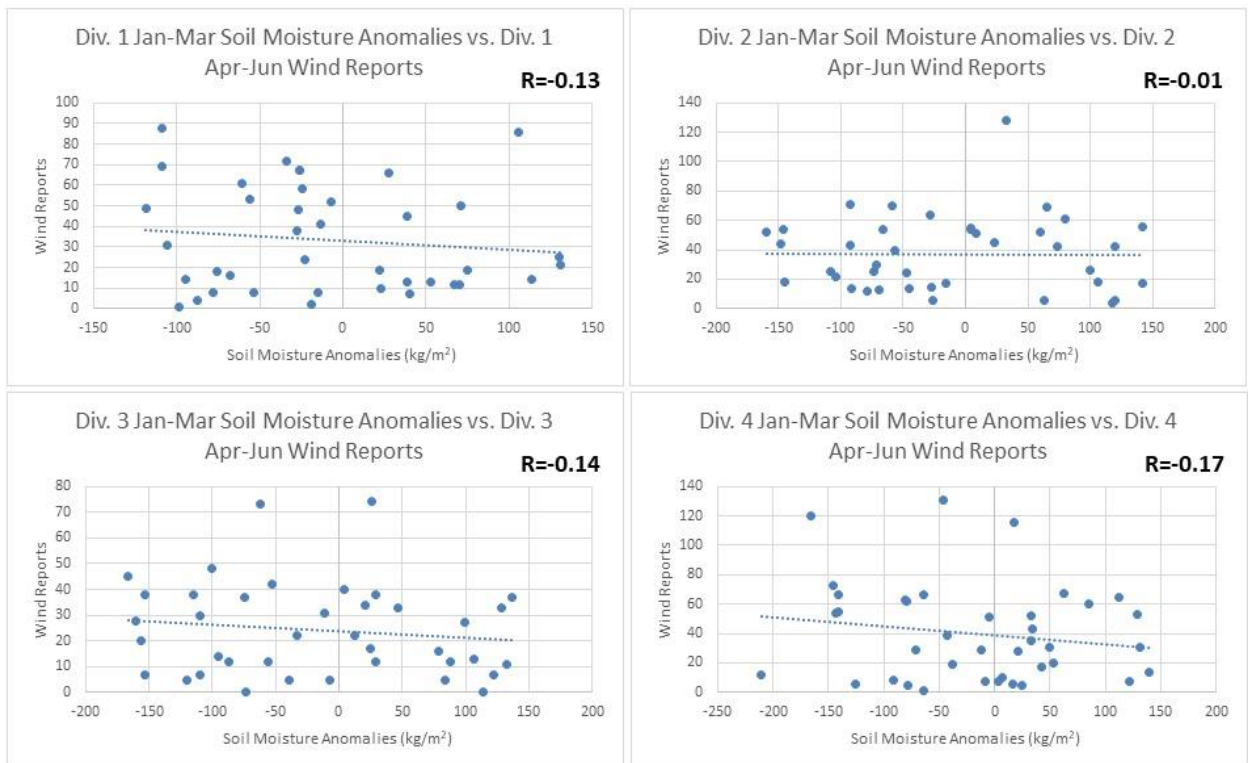 Div. 1 Jan-Mar Soil Moisture Anomalies vs. Div. 1
Apr-Jun Wind Reports
R=-0.13
100
90
80
70
60
50
40
30
20
10
0
Wind Reports
-150 -100 -50 0 50 100 150
Soil Moisture Anomalies (kg/m²)
Div. 2 Jan-Mar Soil Moisture Anomalies vs. Div. 2
Apr-Jun Wind Reports
R=-0.01
140
120
100
80
60
40
20
0
Wind Reports
-200 -150 -100 -50 0 50 100 150 200
Soil Moisture Anomalies (kg/m²)
Div. 3 Jan-Mar Soil Moisture Anomalies vs. Div. 3
Apr-Jun Wind Reports
R=-0.14
80
70
60
50
40
30
20
10
0
Wind Reports
-200 -150 -100 -50 0 50 100 150 200
Soil Moisture Anomalies (kg/m²)
Div. 4 Jan-Mar Soil Moisture Anomalies vs. Div. 4
Apr-Jun Wind Reports
R=-0.17
140
120
100
80
60
40
20
0
Wind Reports
-250 -200 -150 -100 -50 0 50 100 150 200
Soil Moisture Anomalies (kg/m²)